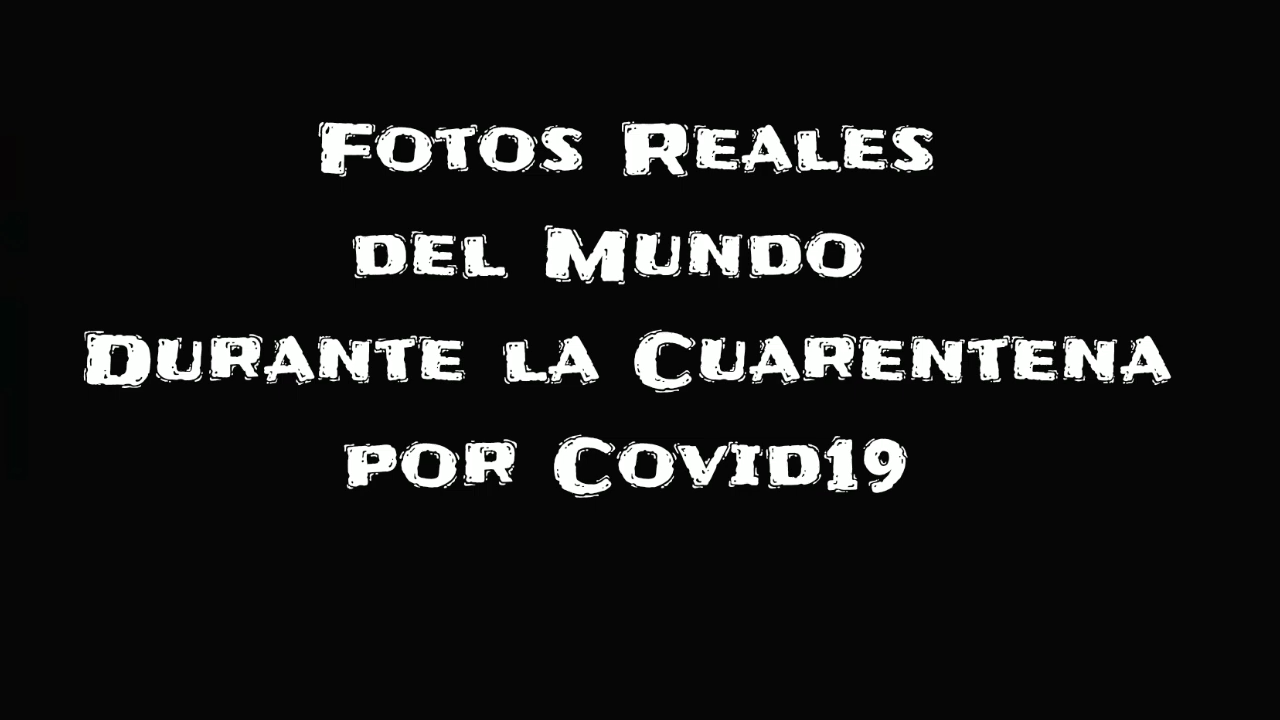 Fotos Reales
del Mundo
Durante la Cuarentena
por Covid19